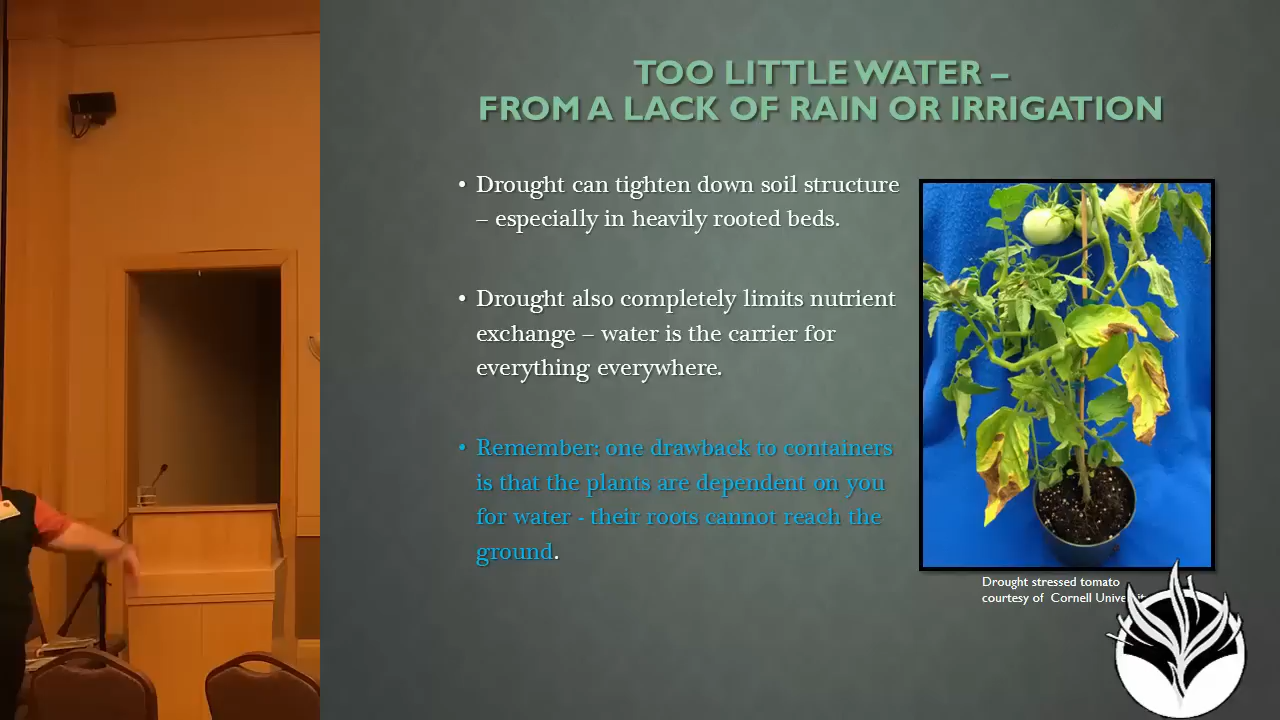 TOO LITTLE WATER –
FROM A LACK OF RAIN OR IRRIGATION
• Drought can tighten down soil structure
– especially in heavily rooted beds.
• Drought also completely limits nutrient
exchange – water is the carrier for
everything everywhere.
• Remember: one drawback to containers
is that the plants are dependent on you
for water - their roots cannot reach the
ground.
Drought stressed tomato
courtesy of Cornell